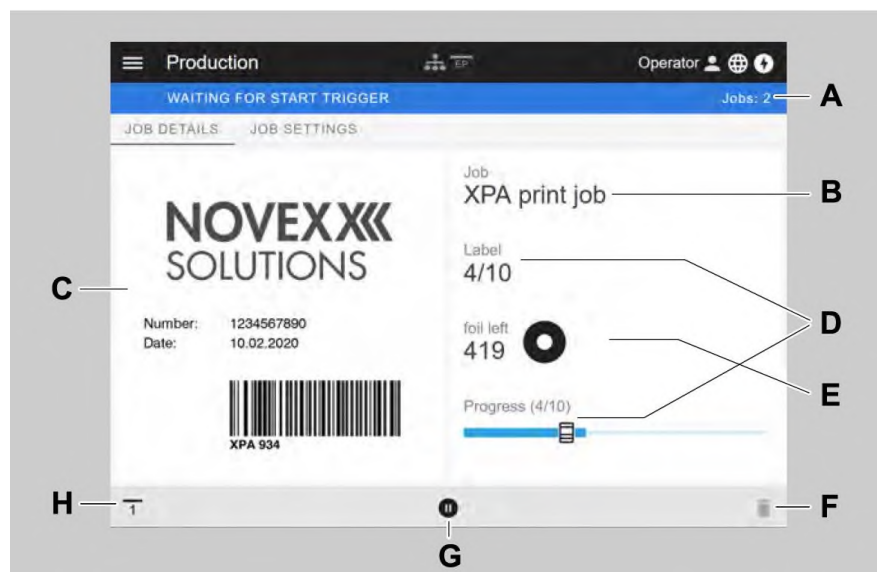 Production
EP
Operator
WAITING FOR START TRIGGER
Jobs: 2
A
JOB DETAILS
JOB SETTINGS
Job
XPA print job
B
NOVEXX
SOLUTIONS
Label
4/10
C
D
Number: 1234567890
Date: 10.02.2020
foil left
419
E
Progress (4/10)
XPA 934
H
1
F
G